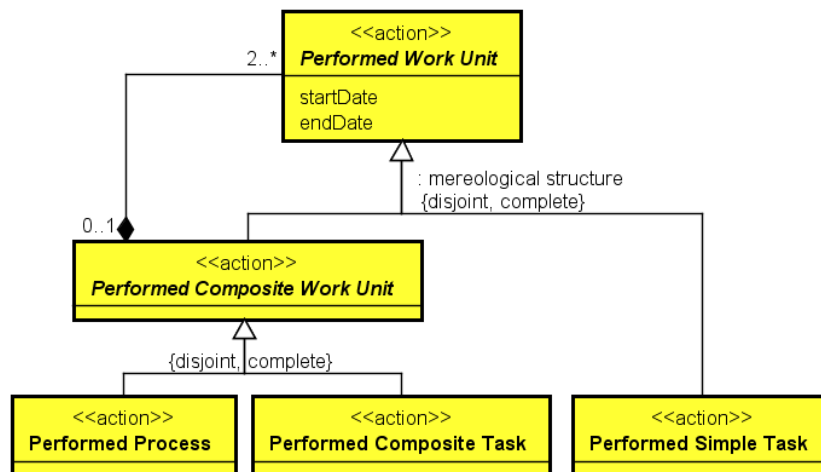 <<action>>
Performed Work Unit
2..*
startDate
endDate
: mereological structure
{disjoint, complete}
0..1
<<action>>
Performed Composite Work Unit
{disjoint, complete}
<<action>>
Performed Process
<<action>>
Performed Composite Task
<<action>>
Performed Simple Task